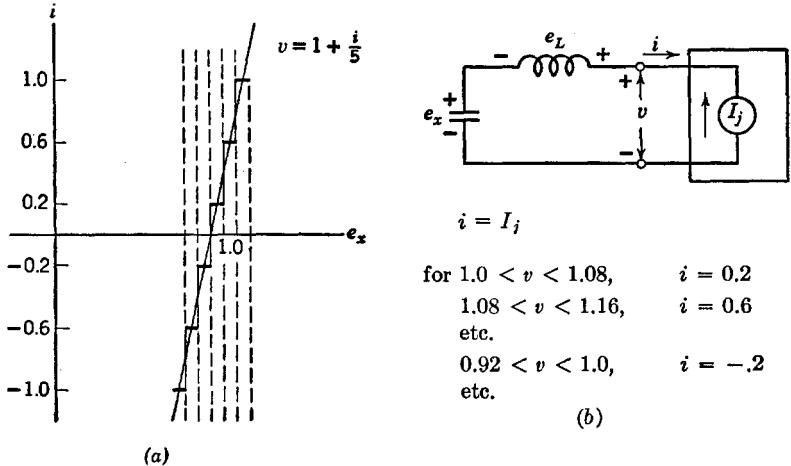 i
v = 1 + i/5
1.0
0.6
0.2
1.0
e_x
−0.2
−0.6
−1.0
(a)
e_L
− + i
+ +
e_x v I_j
− −
i = I_j
for 1.0 < v < 1.08, i = 0.2
1.08 < v < 1.16, i = 0.6
etc.
0.92 < v < 1.0, i = −.2
etc.
(b)